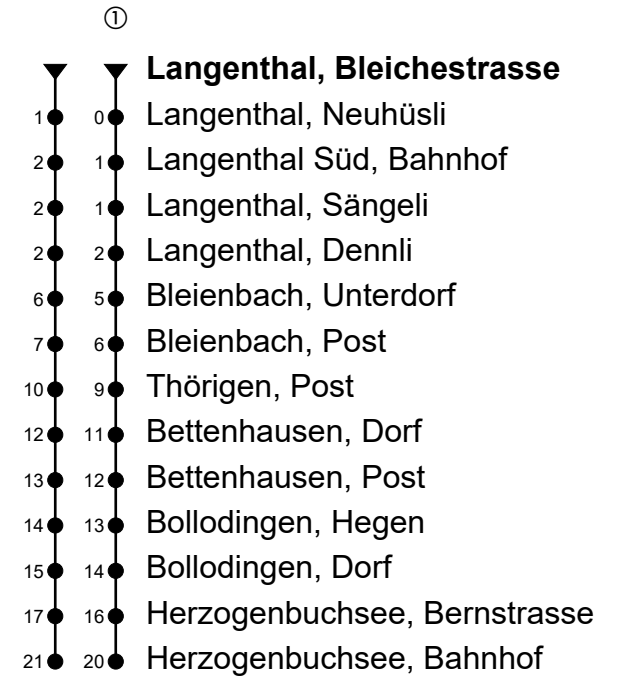 ①
Langenthal, Bleichestrasse
1 0 Langenthal, Neuhüsli
2 1 Langenthal Süd, Bahnhof
2 1 Langenthal, Sängeli
2 2 Langenthal, Dennli
6 5 Bleienbach, Unterdorf
7 6 Bleienbach, Post
10 9 Thörigen, Post
12 11 Bettenhausen, Dorf
13 12 Bettenhausen, Post
14 13 Bollodingen, Hegen
15 14 Bollodingen, Dorf
17 16 Herzogenbuchsee, Bernstrasse
21 20 Herzogenbuchsee, Bahnhof